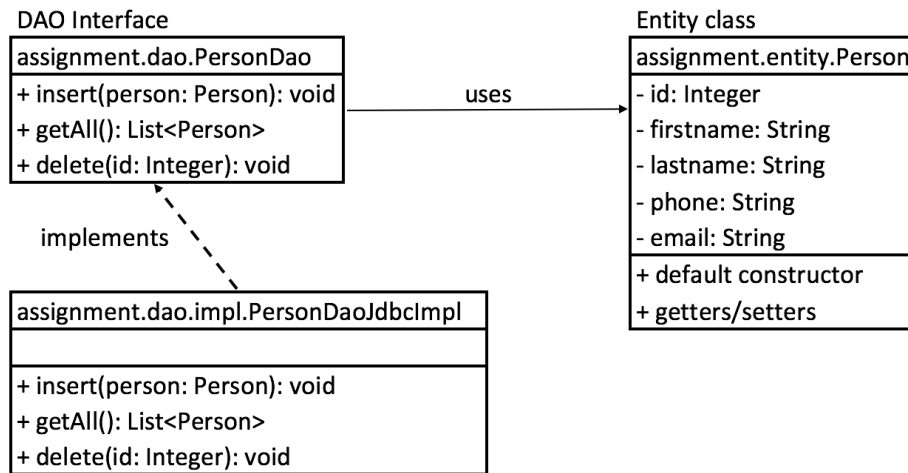 DAO Interface
assignment.dao.PersonDao
+ insert(person: Person): void
+ getAll(): List<Person>
+ delete(id: Integer): void
uses
Entity class
assignment.entity.Person
- id: Integer
- firstname: String
- lastname: String
- phone: String
- email: String
+ default constructor
+ getters/setters
implements
assignment.dao.impl.PersonDaoJdbcImpl
+ insert(person: Person): void
+ getAll(): List<Person>
+ delete(id: Integer): void